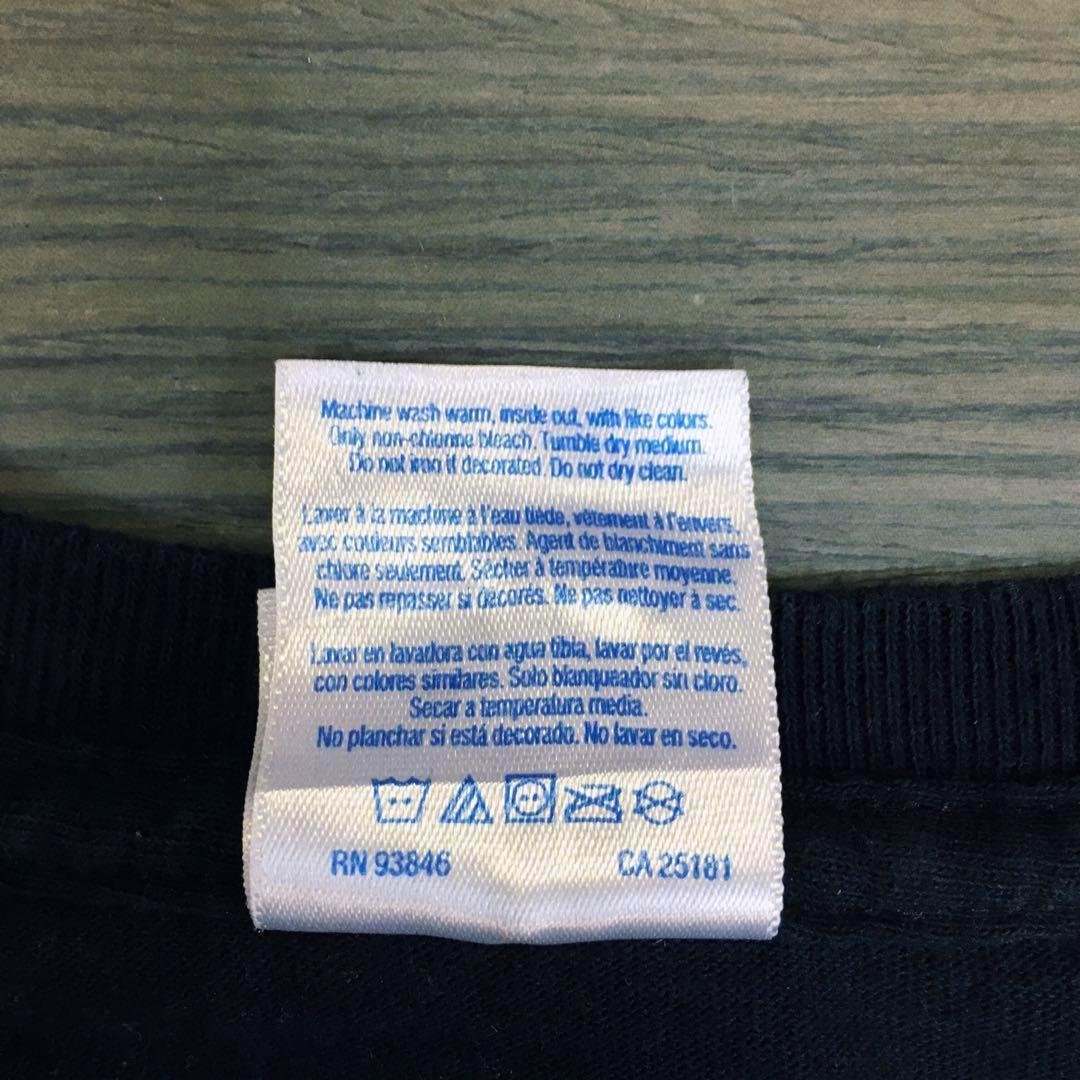 Machine wash warm, inside out, with like colors.
Only non-chlorine bleach. Tumble dry medium.
Do not iron if decorated. Do not dry clean.
Laver à la machine à l'eau tiède, vêtement à l'envers,
avec couleurs semblables. Agent de blanchiment sans
chlore seulement. Sécher à température moyenne.
Ne pas repasser si decorés. Ne pas nettoyer à sec.
Lavar en lavadora con agua tibia, lavar por el revés,
con colores similares. Solo blanqueador sin cloro.
Secar a temperatura media.
No planchar si está decorado. No lavar en seco.
RN 93846 CA 25181